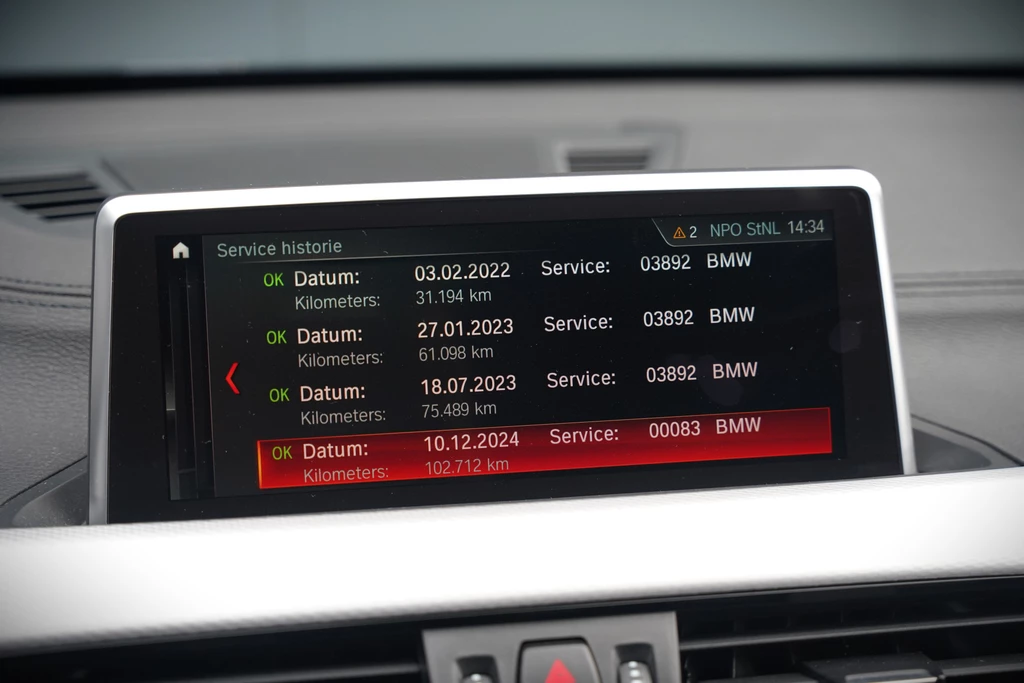 2 NPO StNL 14:34
Service historie
OK Datum: 03.02.2022 Service: 03892 BMW
Kilometers: 31.194 km
OK Datum: 27.01.2023 Service: 03892 BMW
Kilometers: 61.098 km
OK Datum: 18.07.2023 Service: 03892 BMW
Kilometers: 75.489 km
OK Datum: 10.12.2024 Service: 00083 BMW
Kilometers: 102.712 km